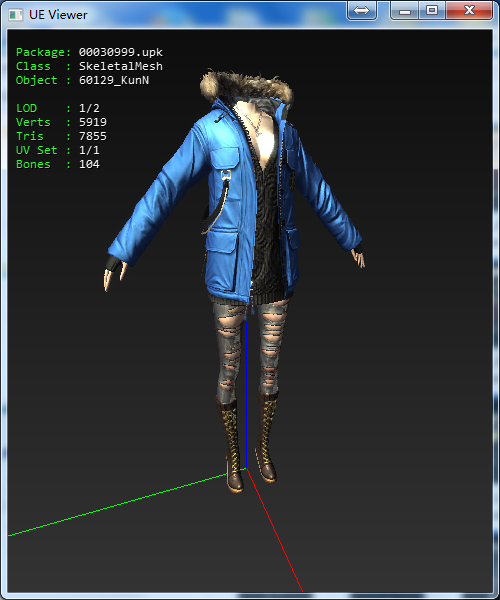 UE Viewer
Package: 00030999.upk
Class : SkeletalMesh
Object : 60129_KunN
LOD : 1/2
Verts : 5919
Tris : 7855
UV Set : 1/1
Bones : 104